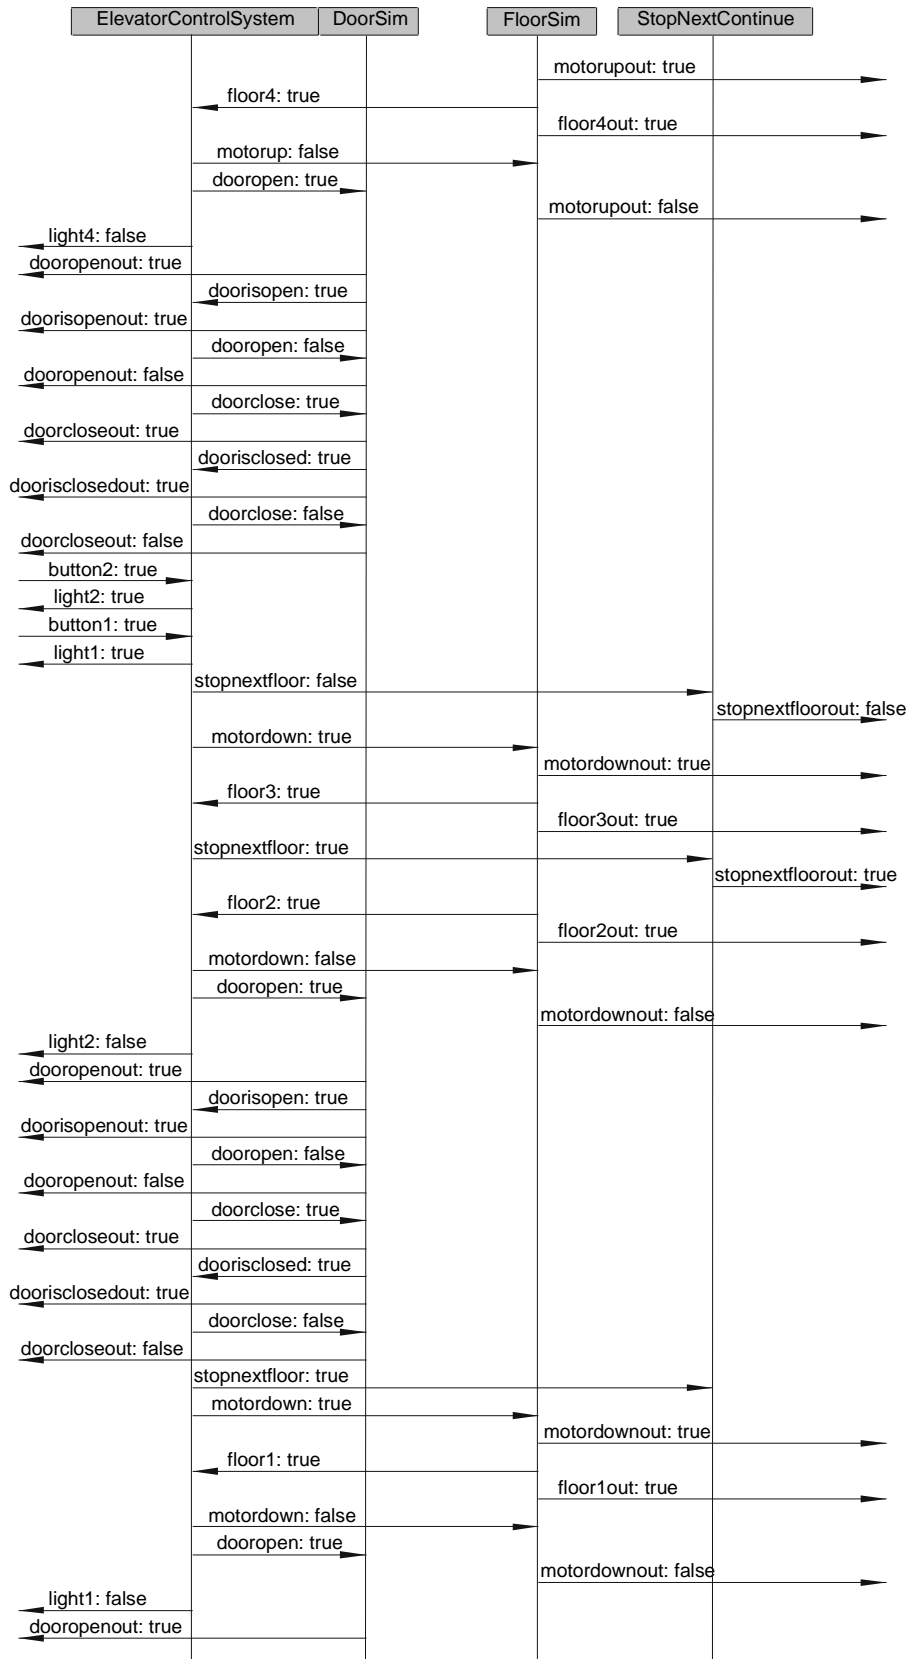 ElevatorControlSystem DoorSim FloorSim StopNextContinue
motorupout: true
floor4: true
floor4out: true
motorup: false
dooropen: true
motorupout: false
light4: false
dooropenout: true
doorisopen: true
doorisopenout: true
dooropen: false
dooropenout: false
doorclose: true
doorcloseout: true
doorisclosed: true
doorisclosedout: true
doorclose: false
doorcloseout: false
button2: true
light2: true
button1: true
light1: true
stopnextfloor: false
stopnextfloorout: false
motordown: true
motordownout: true
floor3: true
floor3out: true
stopnextfloor: true
stopnextfloorout: true
floor2: true
floor2out: true
motordown: false
dooropen: true
motordownout: false
light2: false
dooropenout: true
doorisopen: true
doorisopenout: true
dooropen: false
dooropenout: false
doorclose: true
doorcloseout: true
doorisclosed: true
doorisclosedout: true
doorclose: false
doorcloseout: false
stopnextfloor: true
motordown: true
motordownout: true
floor1: true
floor1out: true
motordown: false
dooropen: true
motordownout: false
light1: false
dooropenout: true